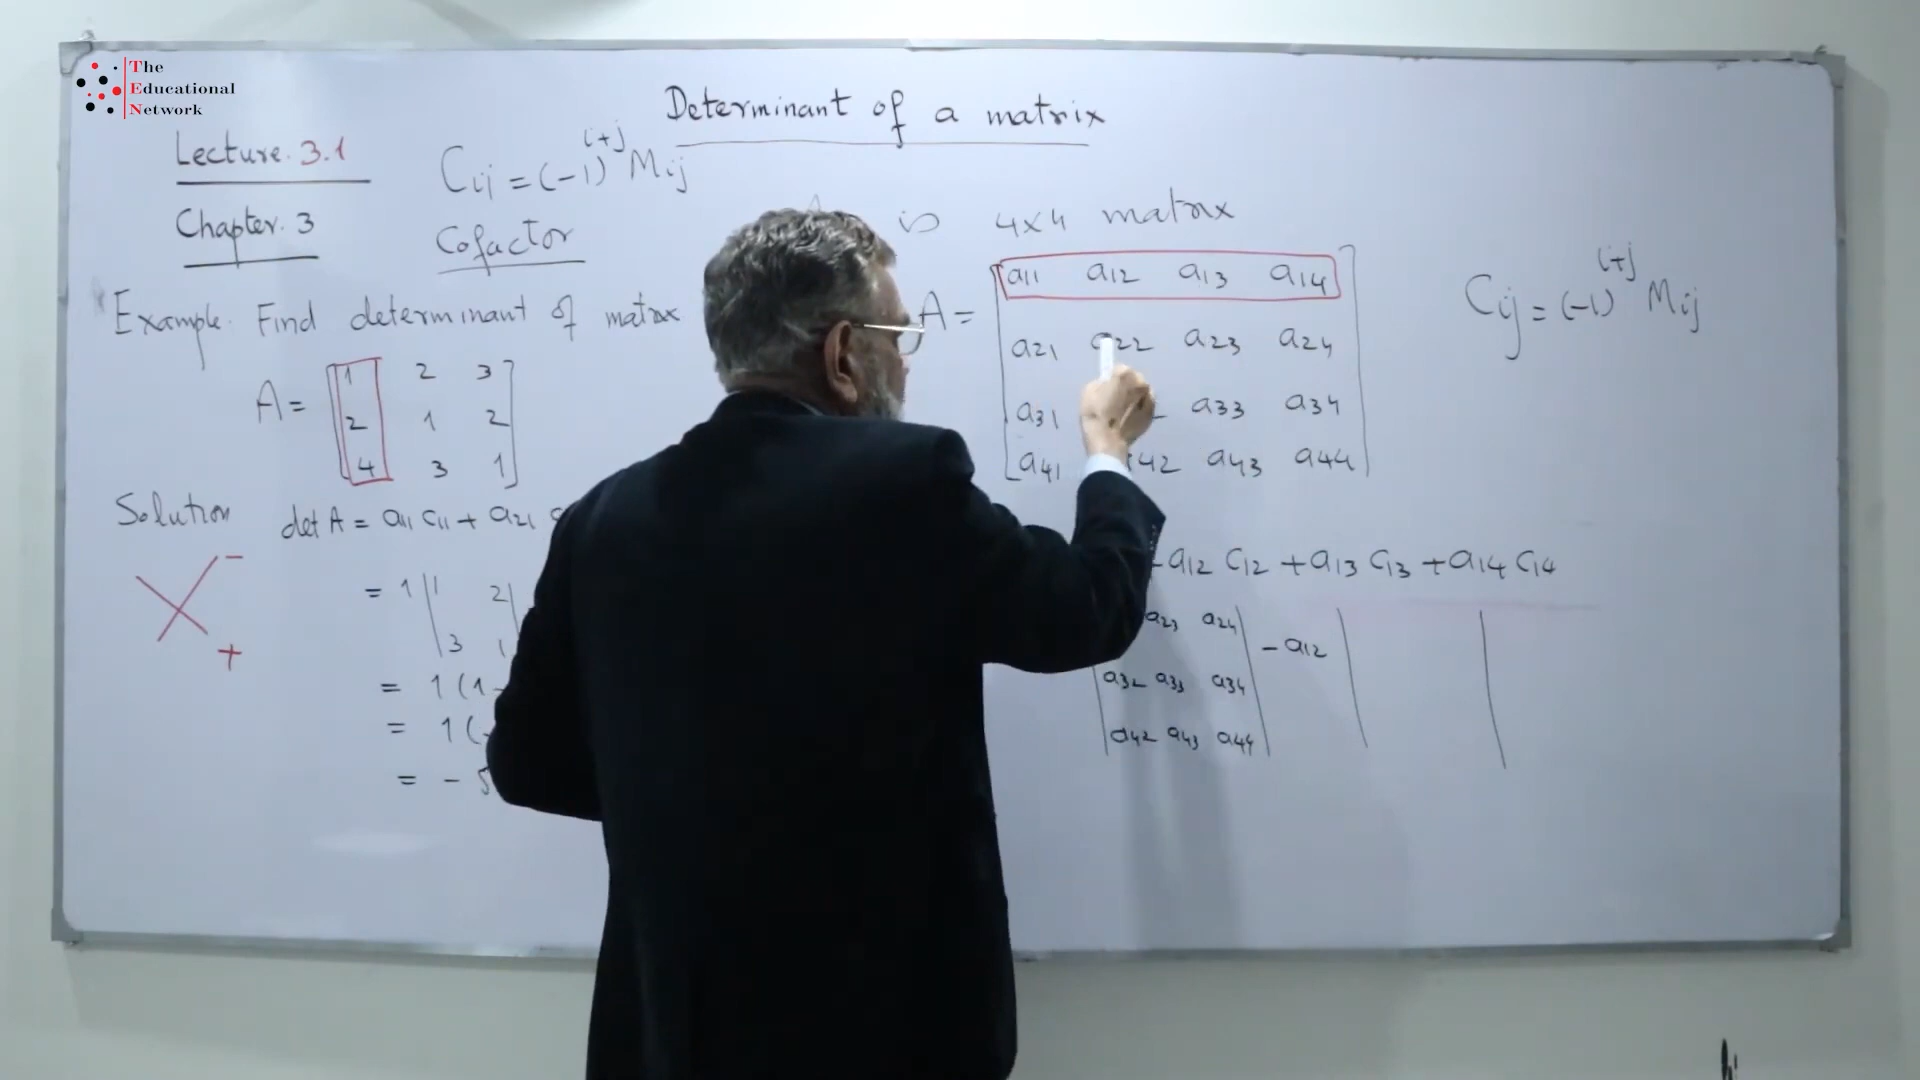 The
Educational
Network
Determinant of a matrix
Lecture. 3.1
Cij = (-1)^i+j Mij
Chapter. 3
Cofactor
is 4x4 matrix
Example. Find determinant of matrix
A =
1 2 3
2 1 2
4 3 1
A =
a11 a12 a13 a14
a21 a22 a23 a24
a31 a33 a34
a41 a42 a43 a44
Cij = (-1)^i+j Mij
Solution
det A = a11 c11 + a21
= 1 | 1 2 |
3 1
= 1 (1-
= 1 (-
= - 5
- +
a12 c12 + a13 c13 + a14 c14
a23 a24 | - a12 | |
a32 a33 a34
a42 a43 a44